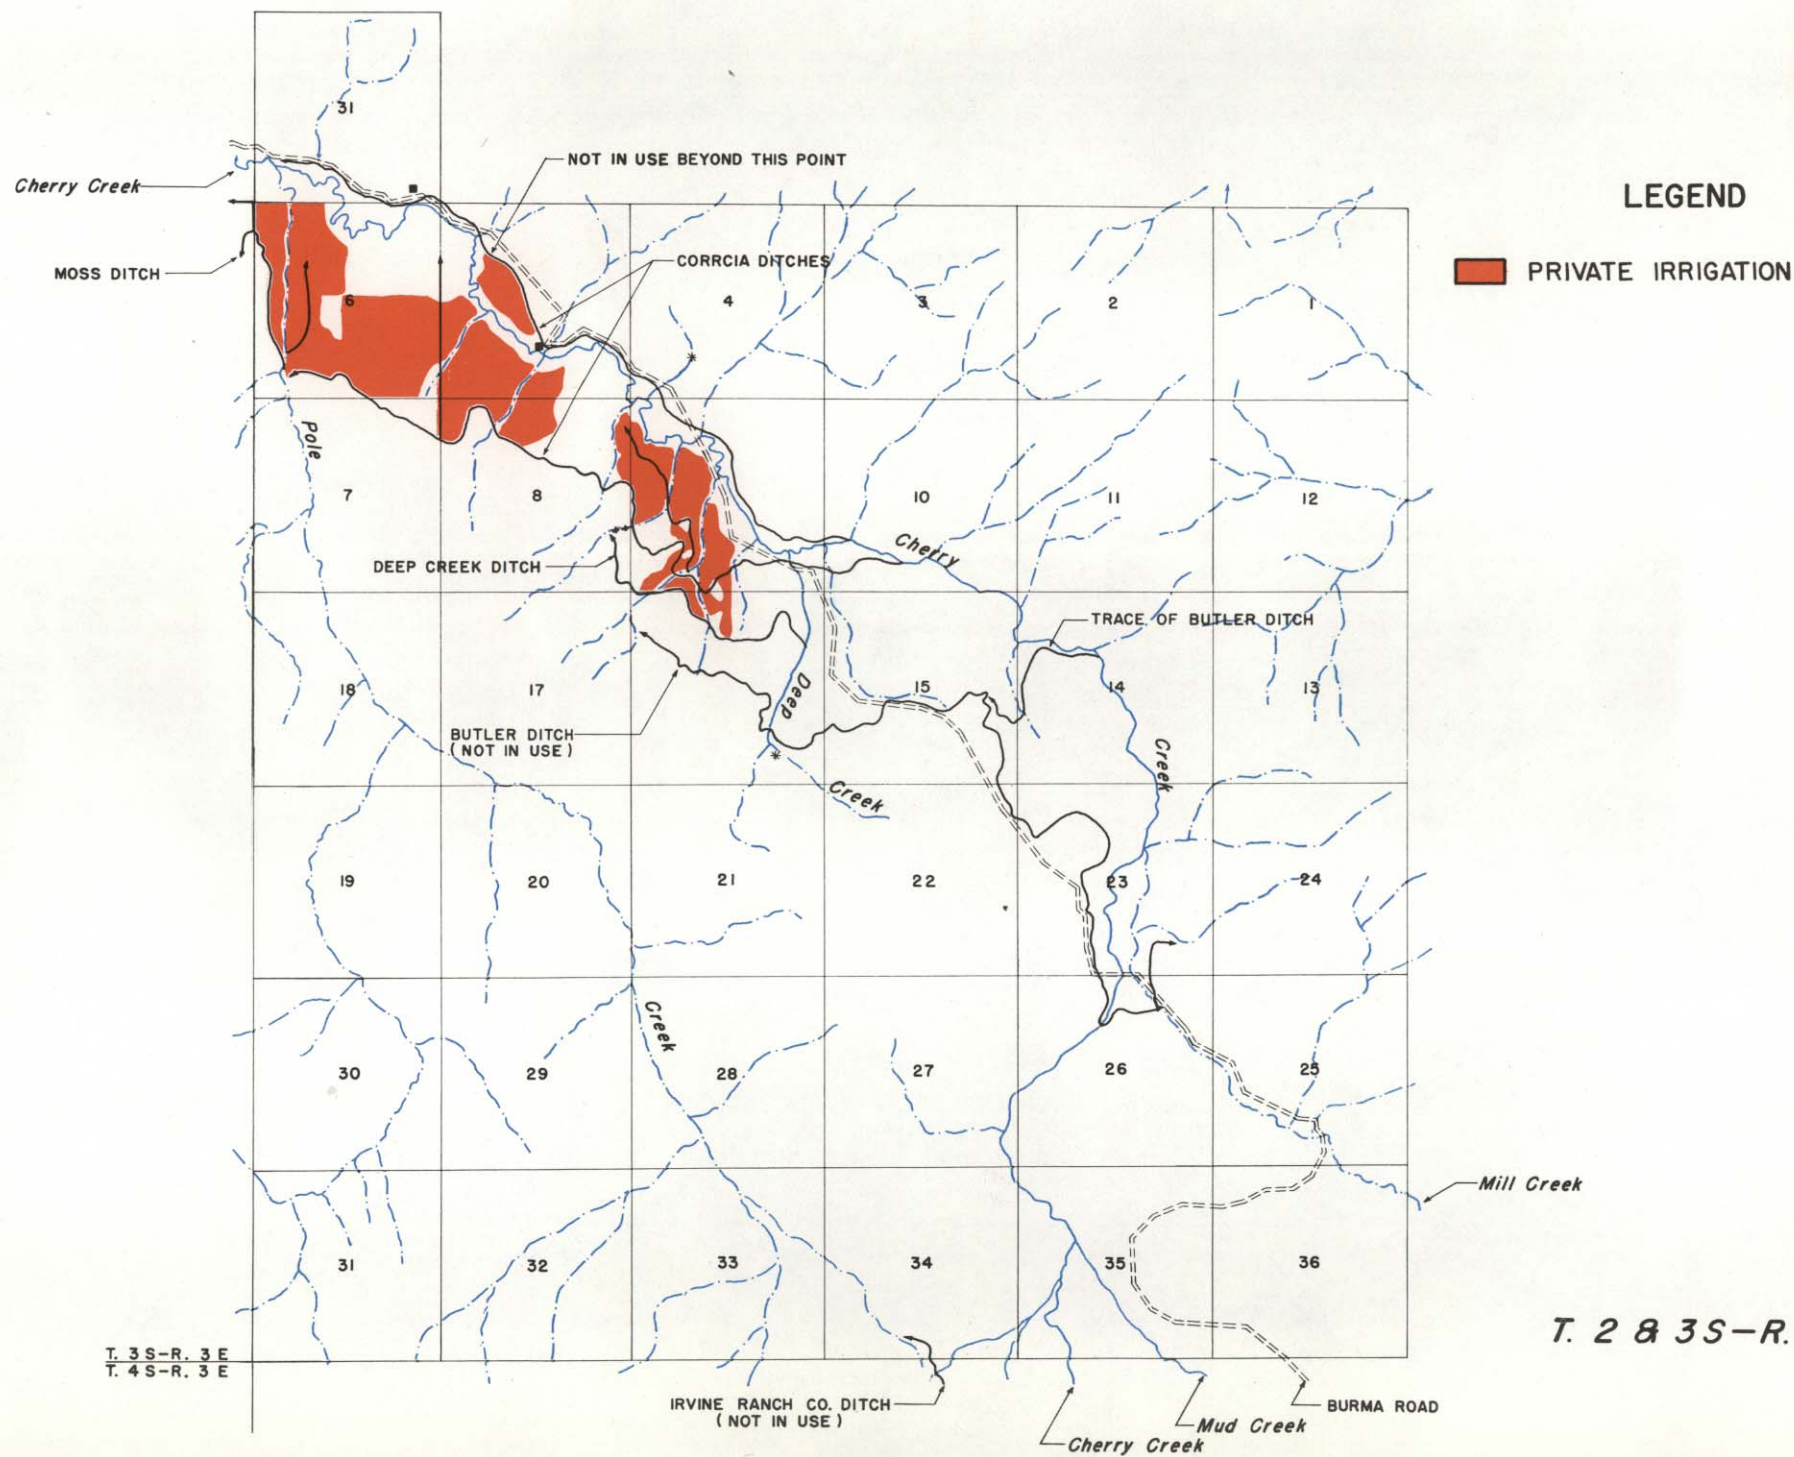 31
Cherry Creek
NOT IN USE BEYOND THIS POINT
LEGEND
MOSS DITCH
CORRCIA DITCHES
PRIVATE IRRIGATION
6
4
3
2
1
Pole
7
8
10
11
12
Cherry
DEEP CREEK DITCH
TRACE OF BUTLER DITCH
18
17
Deep
15
14
13
BUTLER DITCH
(NOT IN USE)
Creek
Creek
19
20
21
22
23
24
Creek
30
29
28
27
26
25
Mill Creek
31
32
33
34
35
36
T. 2 & 3 S-R.
T. 3 S-R. 3 E
T. 4 S-R. 3 E
IRVINE RANCH CO. DITCH
(NOT IN USE)
BURMA ROAD
Mud Creek
Cherry Creek